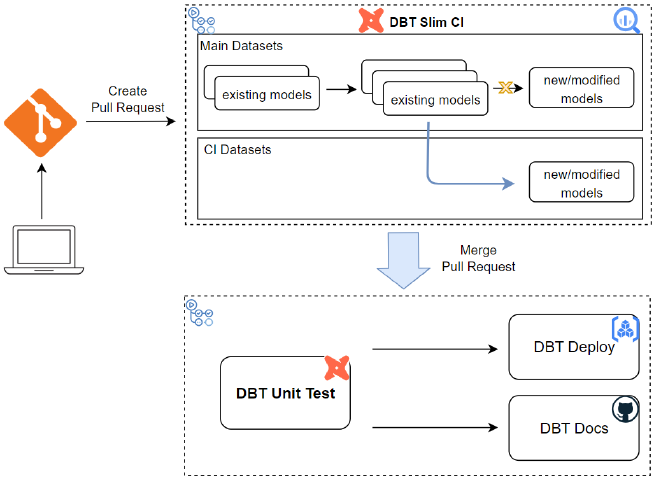 DBT Slim CI
Main Datasets
existing models
existing models
new/modified
models
Create
Pull Request
CI Datasets
new/modified
models
Merge
Pull Request
DBT Unit Test
DBT Deploy
DBT Docs